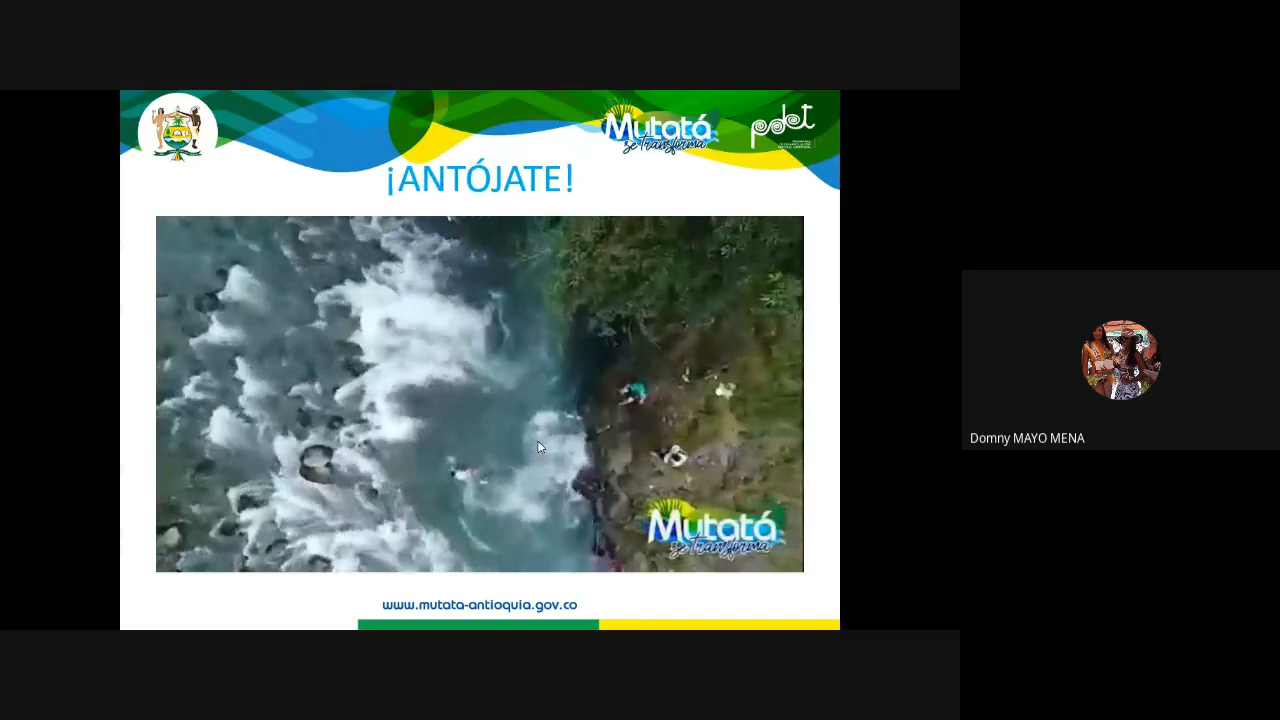 Mutatá
se transforma
pdet
¡ANTÓJATE!
Mutatá
se transforma
www.mutata-antioquia.gov.co
Domny MAYO MENA